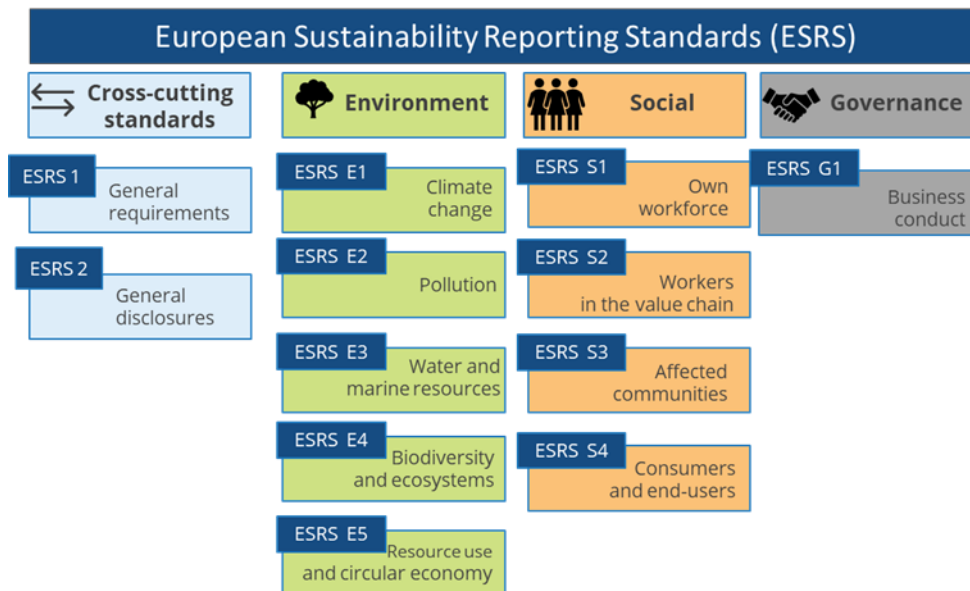 European Sustainability Reporting Standards (ESRS)
Cross-cutting
standards
ESRS 1
General
requirements
ESRS 2
General
disclosures
Environment
ESRS E1
Climate
change
ESRS E2
Pollution
ESRS E3
Water and
marine resources
ESRS E4
Biodiversity
and ecosystems
ESRS E5
Resource use
and circular economy
Social
ESRS S1
Own
workforce
ESRS S2
Workers
in the value chain
ESRS S3
Affected
communities
ESRS S4
Consumers
and end-users
Governance
ESRS G1
Business
conduct